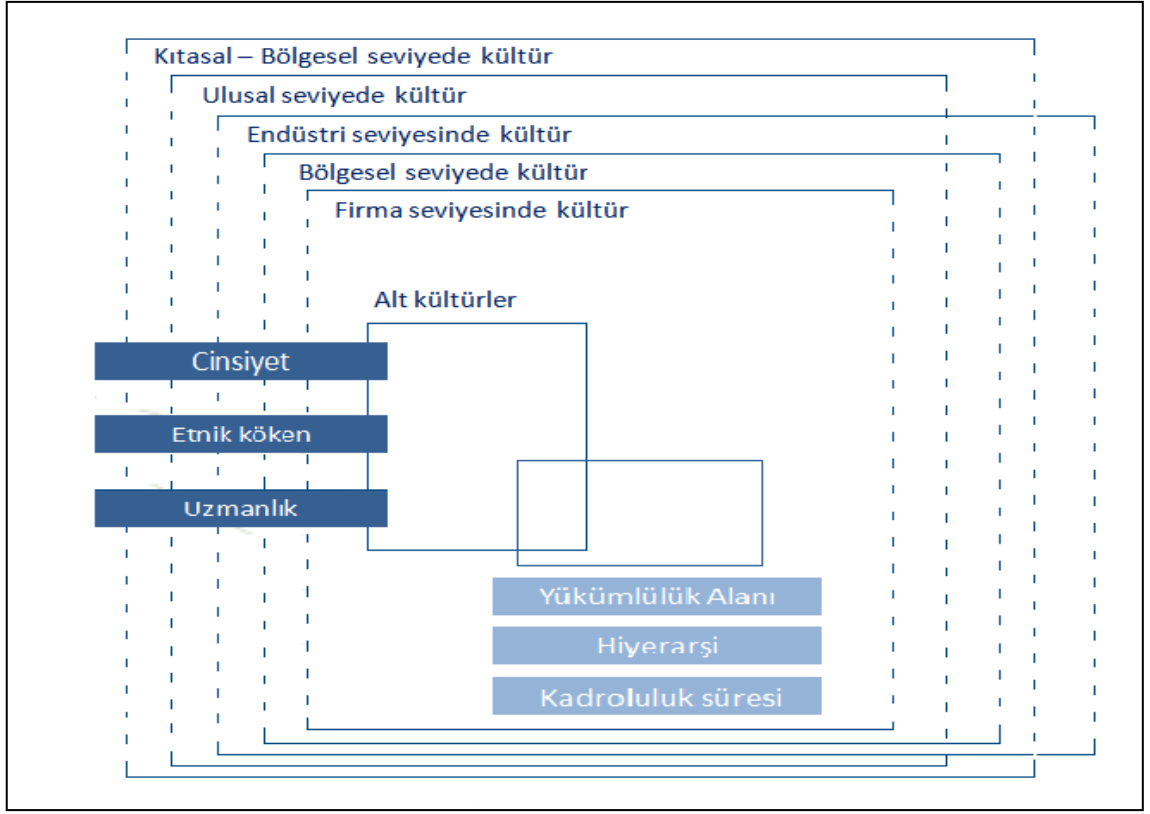 Kıtasal – Bölgesel seviyede kültür
Ulusal seviyede kültür
Endüstri seviyesinde kültür
Bölgesel seviyede kültür
Firma seviyesinde kültür
Alt kültürler
Cinsiyet
Etnik köken
Uzmanlık
Yükümlülük Alanı
Hiyerarşi
Kadroluluk süresi